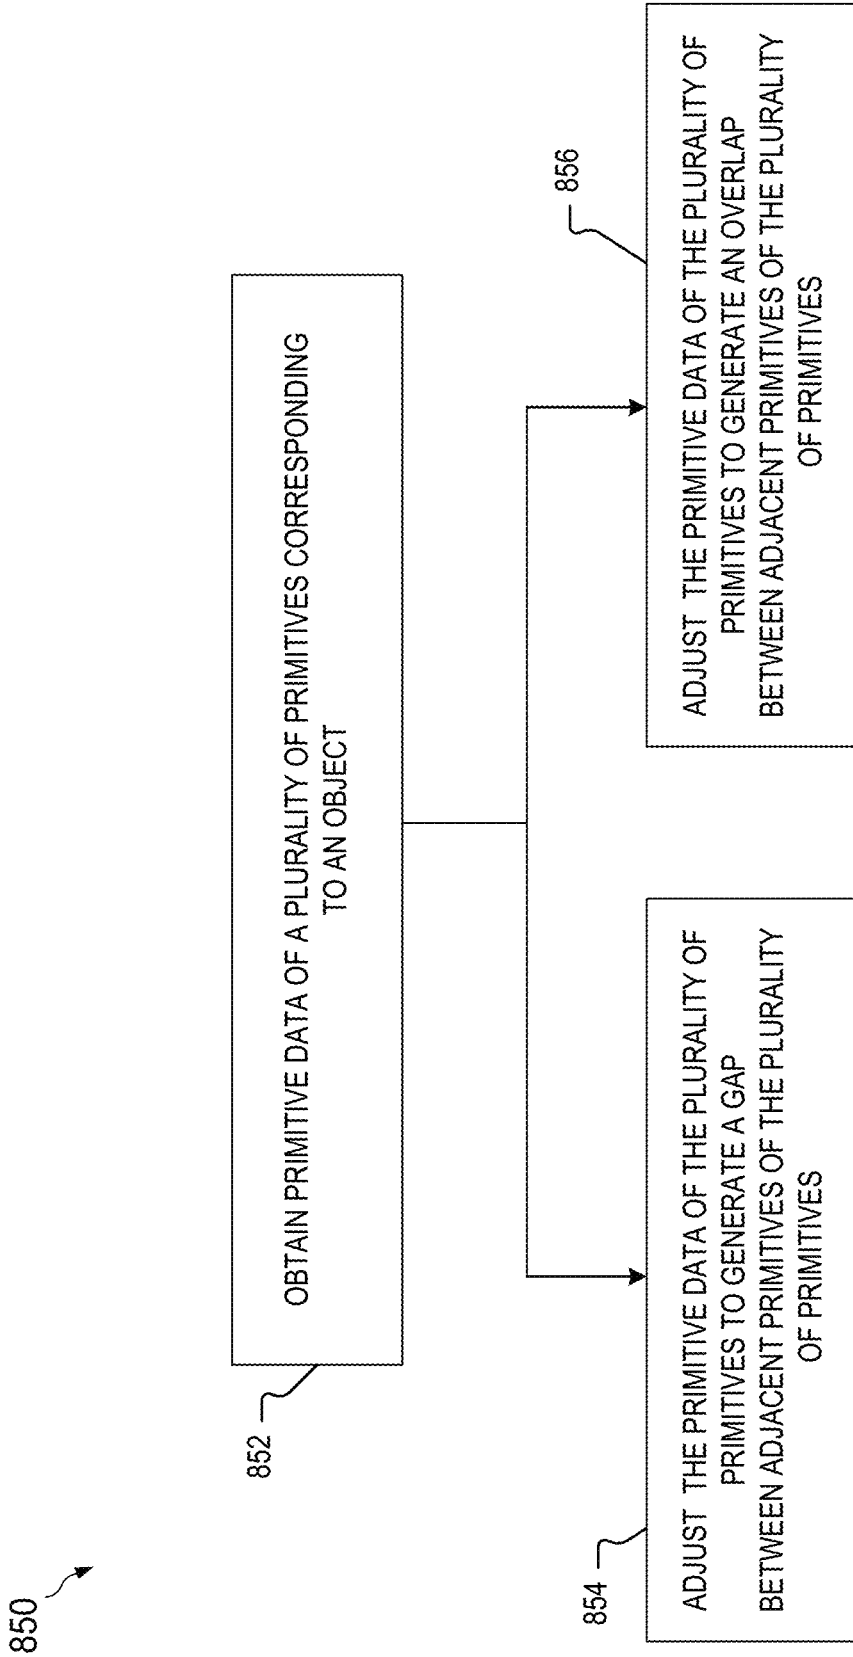 850
852
OBTAIN PRIMITIVE DATA OF A PLURALITY OF PRIMITIVES CORRESPONDING
TO AN OBJECT
854
ADJUST THE PRIMITIVE DATA OF THE PLURALITY OF
PRIMITIVES TO GENERATE A GAP
BETWEEN ADJACENT PRIMITIVES OF THE PLURALITY
OF PRIMITIVES
856
ADJUST THE PRIMITIVE DATA OF THE PLURALITY OF
PRIMITIVES TO GENERATE AN OVERLAP
BETWEEN ADJACENT PRIMITIVES OF THE PLURALITY
OF PRIMITIVES